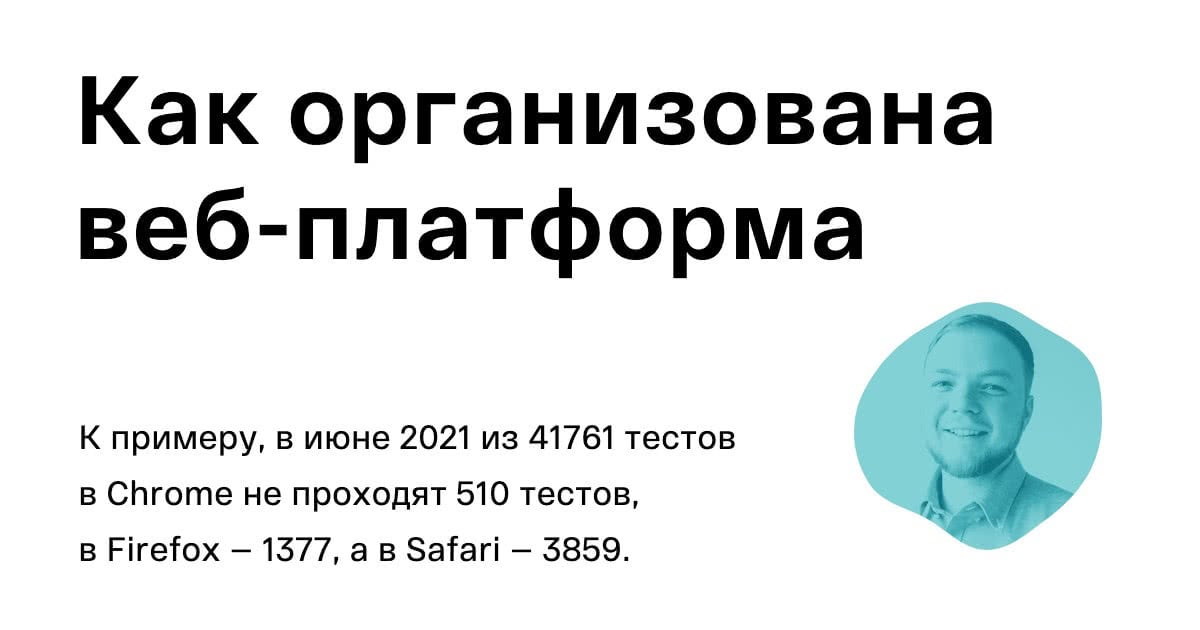 Как организована
веб-платформа
К примеру, в июне 2021 из 41761 тестов
в Chrome не проходят 510 тестов,
в Firefox – 1377, а в Safari – 3859.